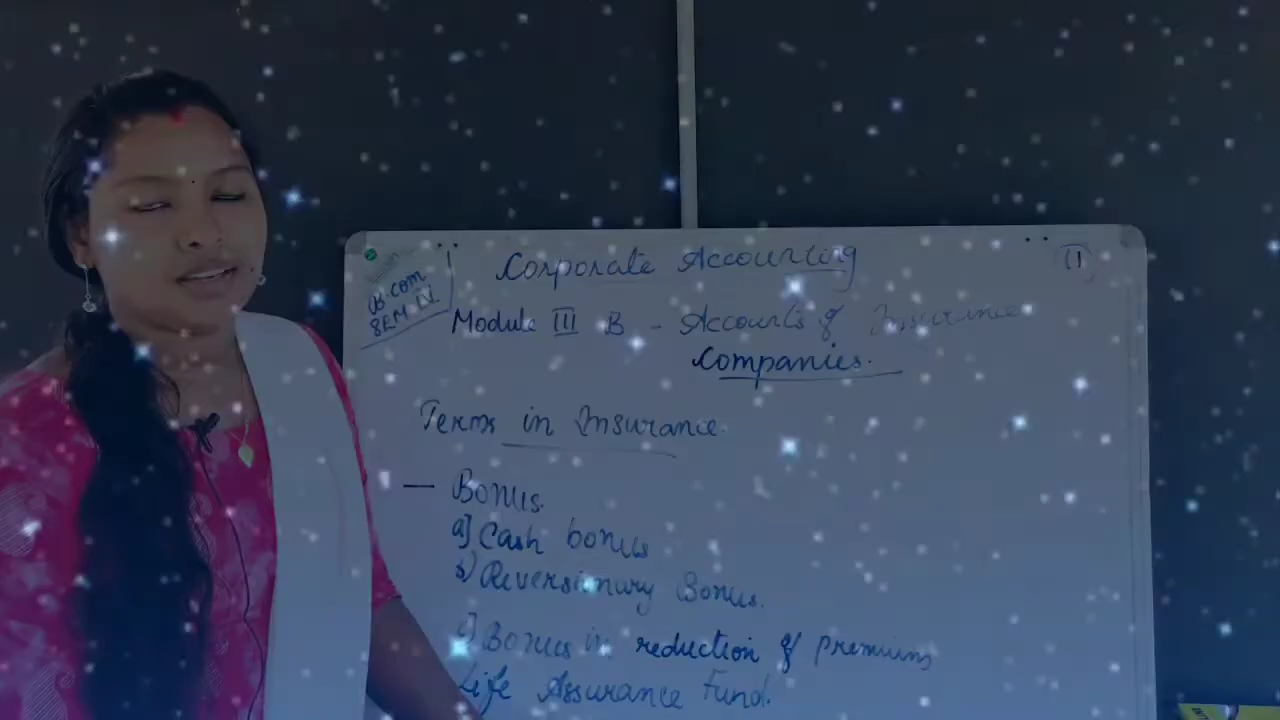 Corporate Accounting
(1)
B.com
SEM IV
Module III B - Accounts of Insurance
Companies.
Terms in Insurance.
— Bonus.
a] Cash bonus
b) Reversionary Bonus.
c) Bonus in reduction of premiums
Life Assurance Fund.